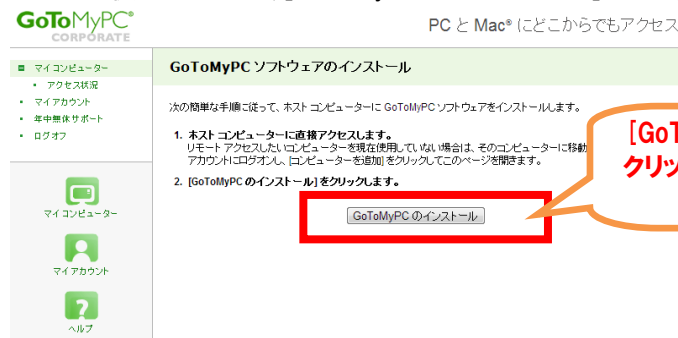 GoToMyPC®
CORPORATE
PC と Mac® にどこからでもアクセス
マイ コンピューター
アクセス状況
マイ アカウント
年中無休サポート
ログオフ
マイ コンピューター
マイ アカウント
ヘルプ
GoToMyPC ソフトウェアのインストール
次の簡単な手順に従って、ホスト コンピューターに GoToMyPC ソフトウェアをインストールします。
1. ホスト コンピューターに直接アクセスします。
リモート アクセスしたいコンピューターを現在使用していない場合は、そのコンピューターに移動
アカウントにログオンし、[コンピューターを追加] をクリックしてこのページを開きます。
2. [GoToMyPC のインストール] をクリックします。
GoToMyPC のインストール
[GoT
クリッ